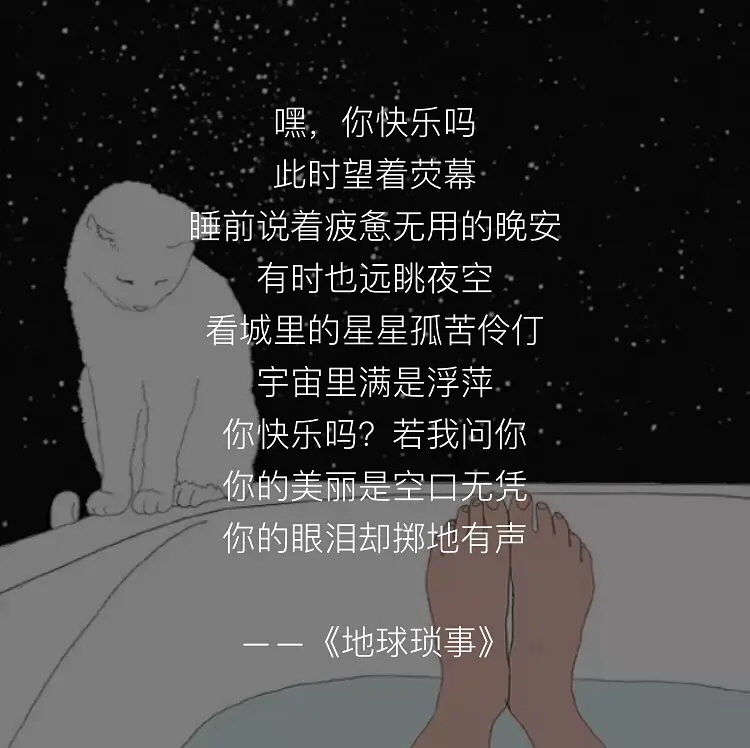 嘿，你快乐吗
此时望着荧幕
睡前说着疲惫无用的晚安
有时也远眺夜空
看城里的星星孤苦伶仃
宇宙里满是浮萍
你快乐吗？若我问你
你的美丽是空口无凭
你的眼泪却掷地有声
——《地球琐事》